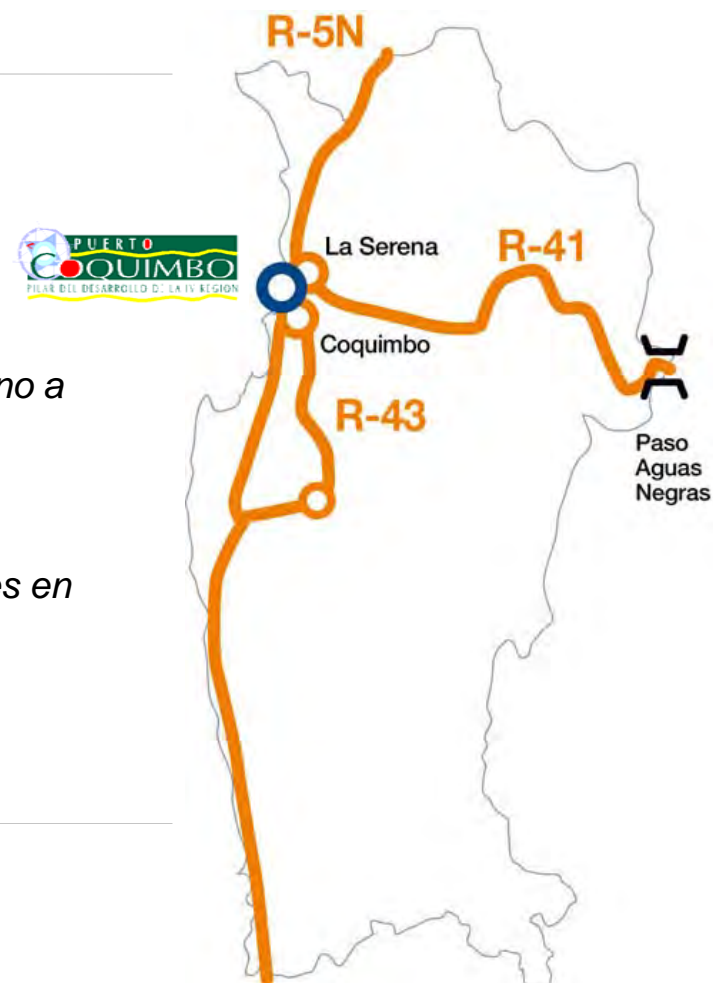 R-5N
PUERTO
COQUIMBO
PILAR DEL DESARROLLO DE LA IV REGION
La Serena
R-41
Coquimbo
no a
R-43
Paso
Aguas
Negras
es en